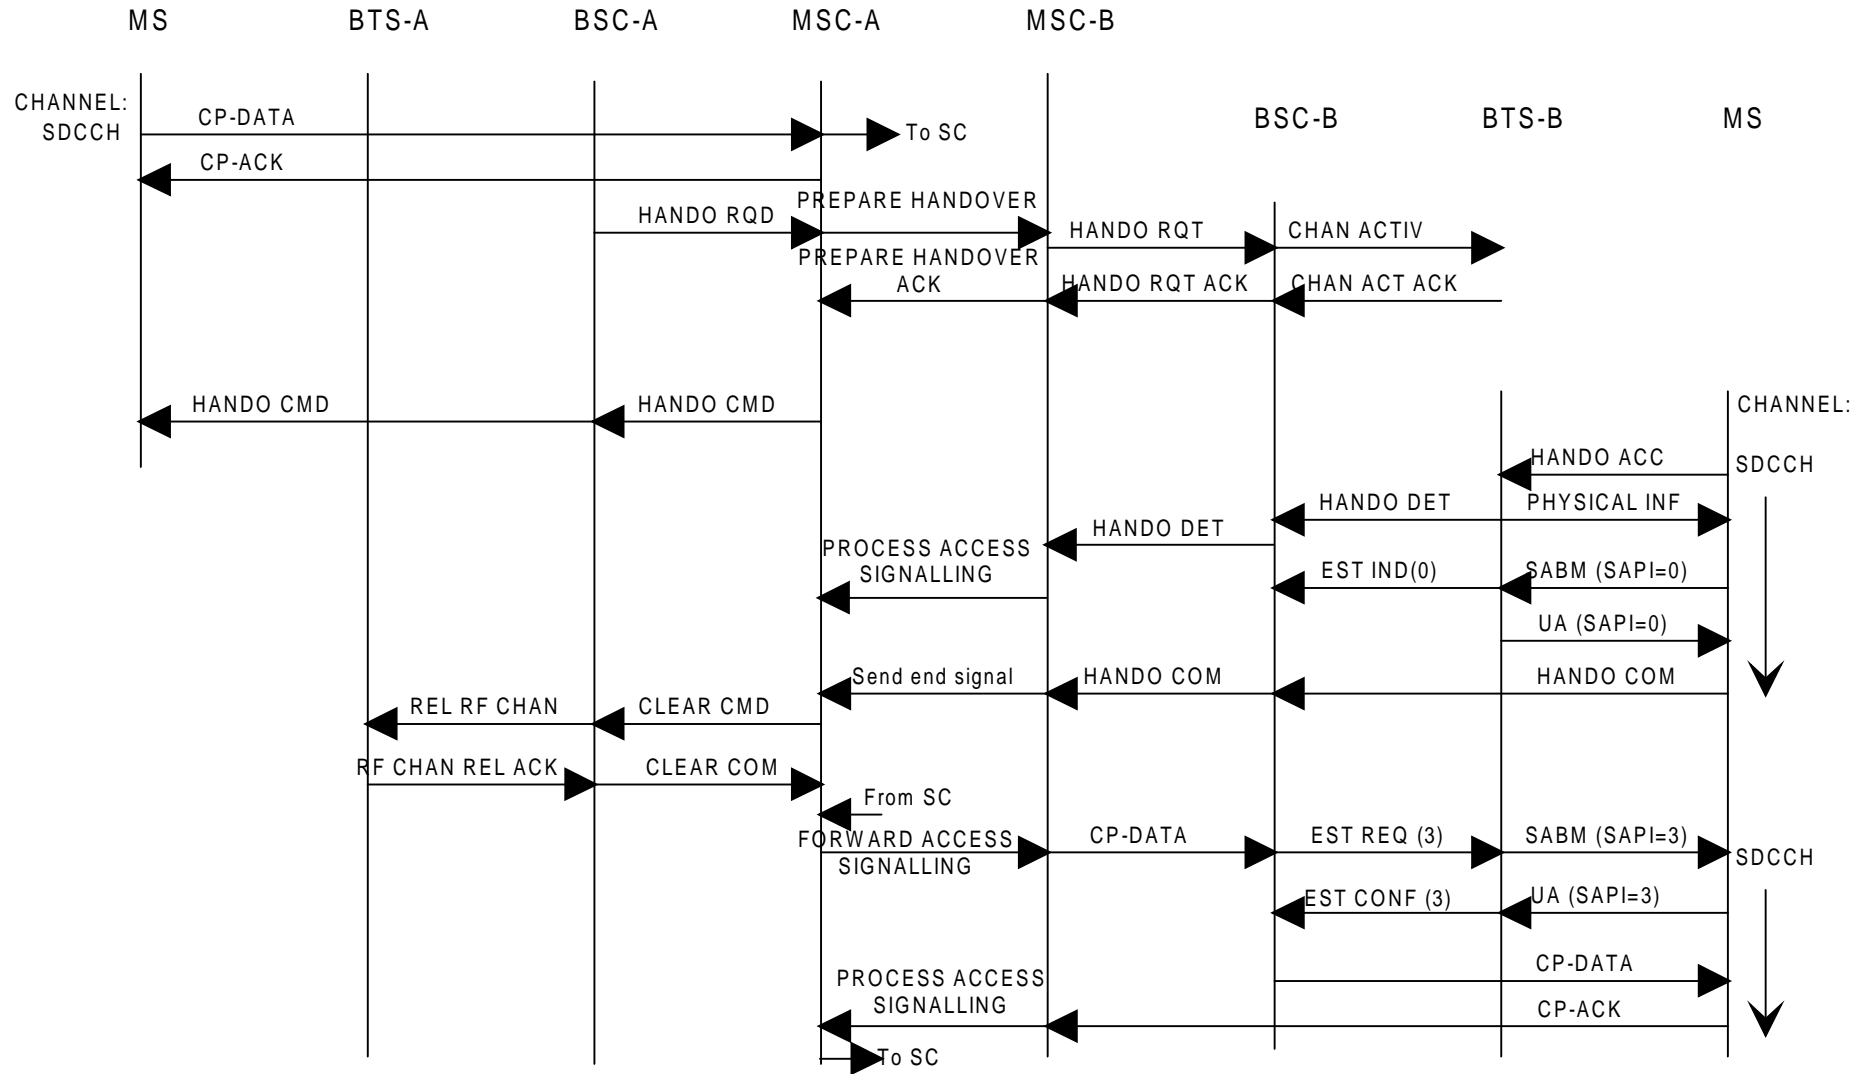 MS BTS-A BSC-A MSC-A MSC-B
CHANNEL:
SDCCH
CP-DATA
To SC
BSC-B BTS-B MS
CP-ACK
PREPARE HANDOVER
HANDO RQD
HANDO RQT
CHAN ACTIV
PREPARE HANDOVER
ACK
HANDO RQT ACK
CHAN ACT ACK
HANDO CMD
HANDO CMD
CHANNEL:
HANDO ACC
SDCCH
HANDO DET
PHYSICAL INF
HANDO DET
PROCESS ACCESS
SIGNALLING
EST IND(0)
SABM (SAPI=0)
UA (SAPI=0)
Send end signal
HANDO COM
HANDO COM
REL RF CHAN
CLEAR CMD
RF CHAN REL ACK
CLEAR COM
From SC
FORWARD ACCESS
SIGNALLING
CP-DATA
EST REQ (3)
SABM (SAPI=3)
SDCCH
EST CONF (3)
UA (SAPI=3)
CP-DATA
PROCESS ACCESS
SIGNALLING
CP-ACK
To SC